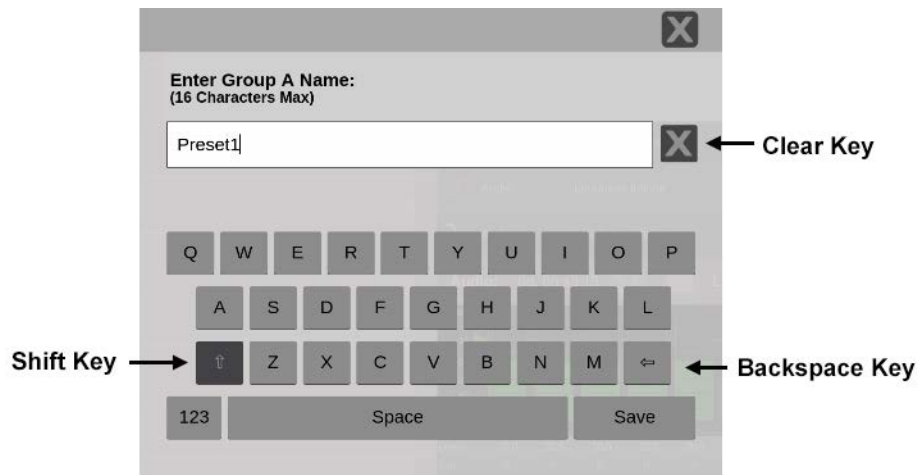 X
Enter Group A Name:
(16 Characters Max)
Preset1
X
Clear Key
Q W E R T Y U I O P
A S D F G H J K L
Shift Key
⇧ Z X C V B N M ⇦
Backspace Key
123 Space Save